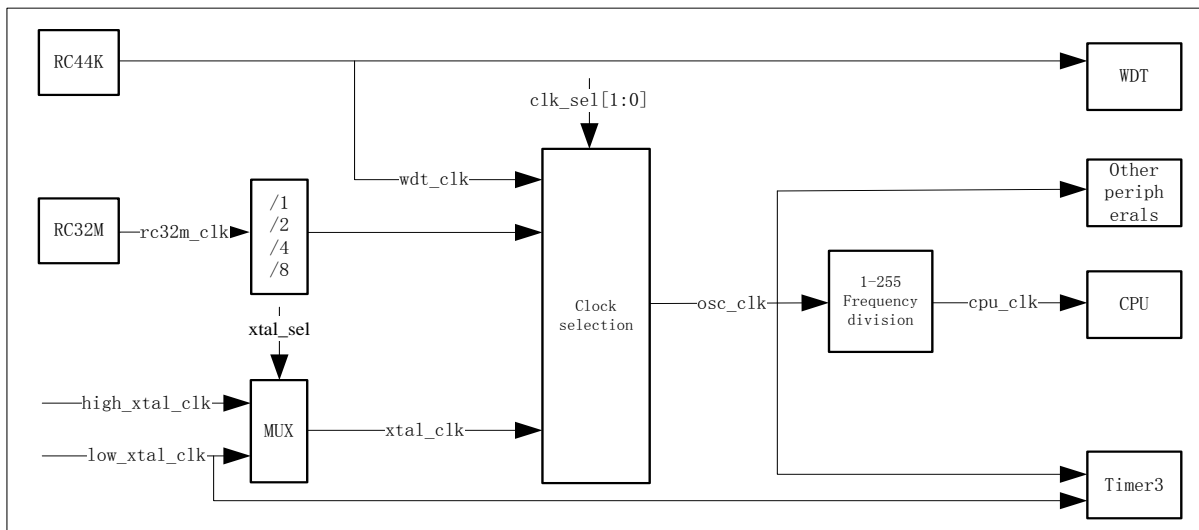 RC44K
WDT
clk_sel[1:0]
wdt_clk
Other
periph
erals
/1
/2
/4
/8
RC32M
rc32m_clk
1-255
Frequency
division
Clock
selection
osc_clk
cpu_clk
CPU
xtal_sel
high_xtal_clk
MUX
xtal_clk
low_xtal_clk
Timer3